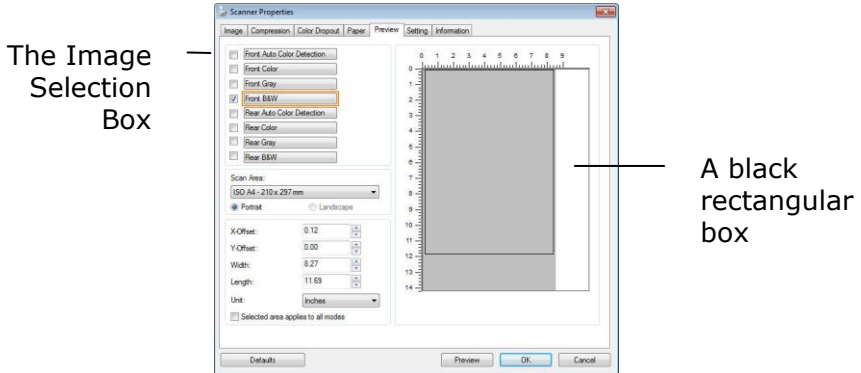 Scanner Properties
Image Compression Color Dropout Paper Preview Setting Information
The Image
Selection
Box
Front Auto Color Detection
Front Color
Front Gray
Front B&W
Rear Auto Color Detection
Rear Color
Rear Gray
Rear B&W
Scan Area:
ISO A4 - 210 x 297 mm
Portrait Landscape
X-Offset: 0.12
Y-Offset: 0.00
Width: 8.27
Length: 11.69
Unit: Inches
Selected area applies to all modes
0 1 2 3 4 5 6 7 8 9
0
1
2
3
4
5
6
7
8
9
10
11
12
13
14
A black
rectangular
box
Defaults Preview OK Cancel